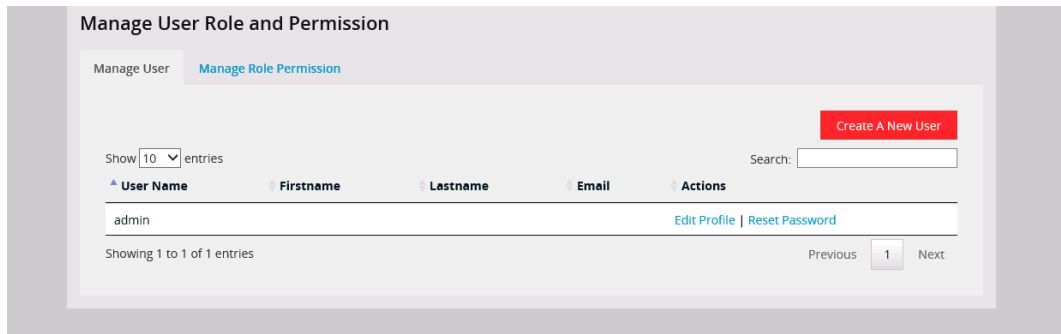 Manage User Role and Permission
Manage User Manage Role Permission
Create A New User
Show 10 entries Search:
User Name Firstname Lastname Email Actions
admin Edit Profile | Reset Password
Showing 1 to 1 of 1 entries Previous 1 Next